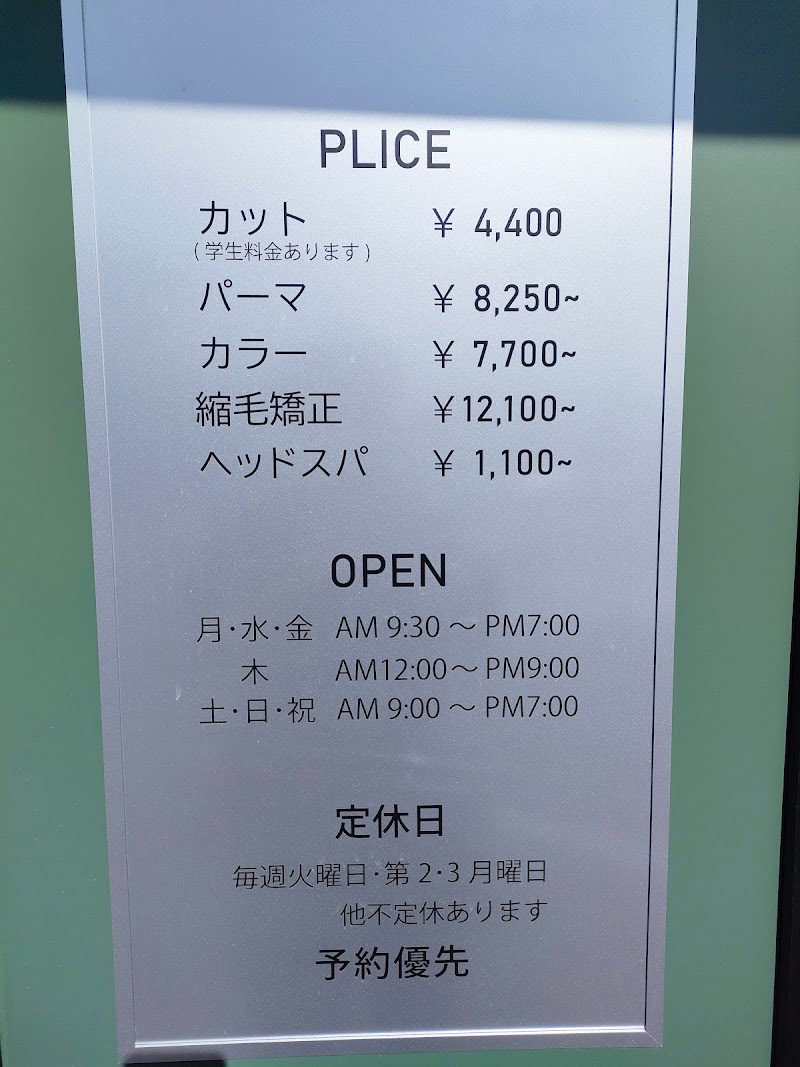 PLICE
カット ¥ 4,400
(学生料金あります)
パーマ ¥ 8,250~
カラー ¥ 7,700~
縮毛矯正 ¥12,100~
ヘッドスパ ¥ 1,100~
OPEN
月・水・金 AM 9:30 〜 PM7:00
木 AM12:00〜PM9:00
土・日・祝 AM 9:00 〜 PM7:00
定休日
毎週火曜日・第2・3月曜日
他不定休あります
予約優先